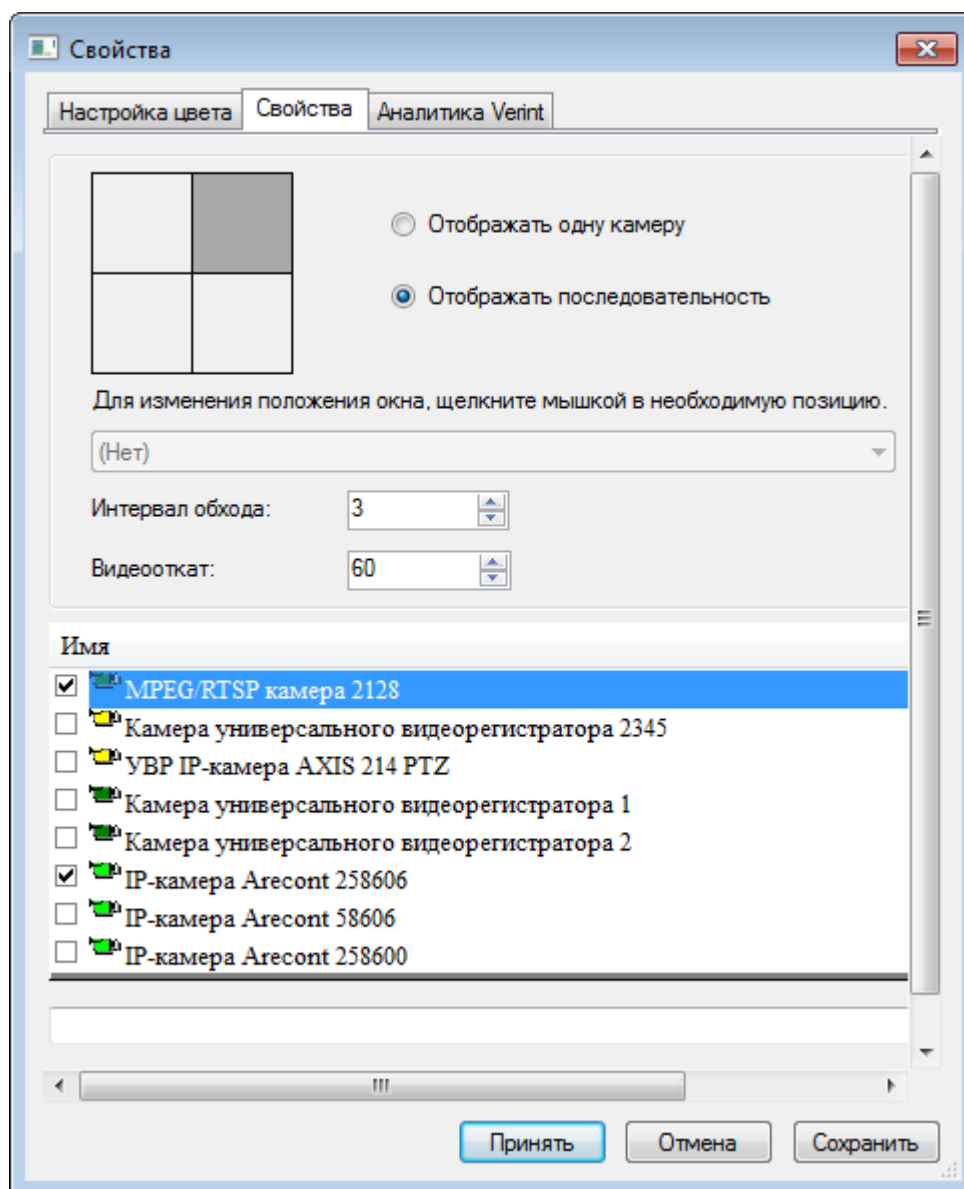 Свойства
Настройка цвета Свойства Аналитика Verint
Отображать одну камеру
Отображать последовательность
Для изменения положения окна, щелкните мышкой в необходимую позицию.
(Нет)
Интервал обхода: 3
Видеооткат: 60
Имя
MPEG/RTSP камера 2128
Камера универсального видеорегистратора 2345
УВР IP-камера AXIS 214 PTZ
Камера универсального видеорегистратора 1
Камера универсального видеорегистратора 2
IP-камера Arecont 258606
IP-камера Arecont 58606
IP-камера Arecont 258600
Принять Отмена Сохранить